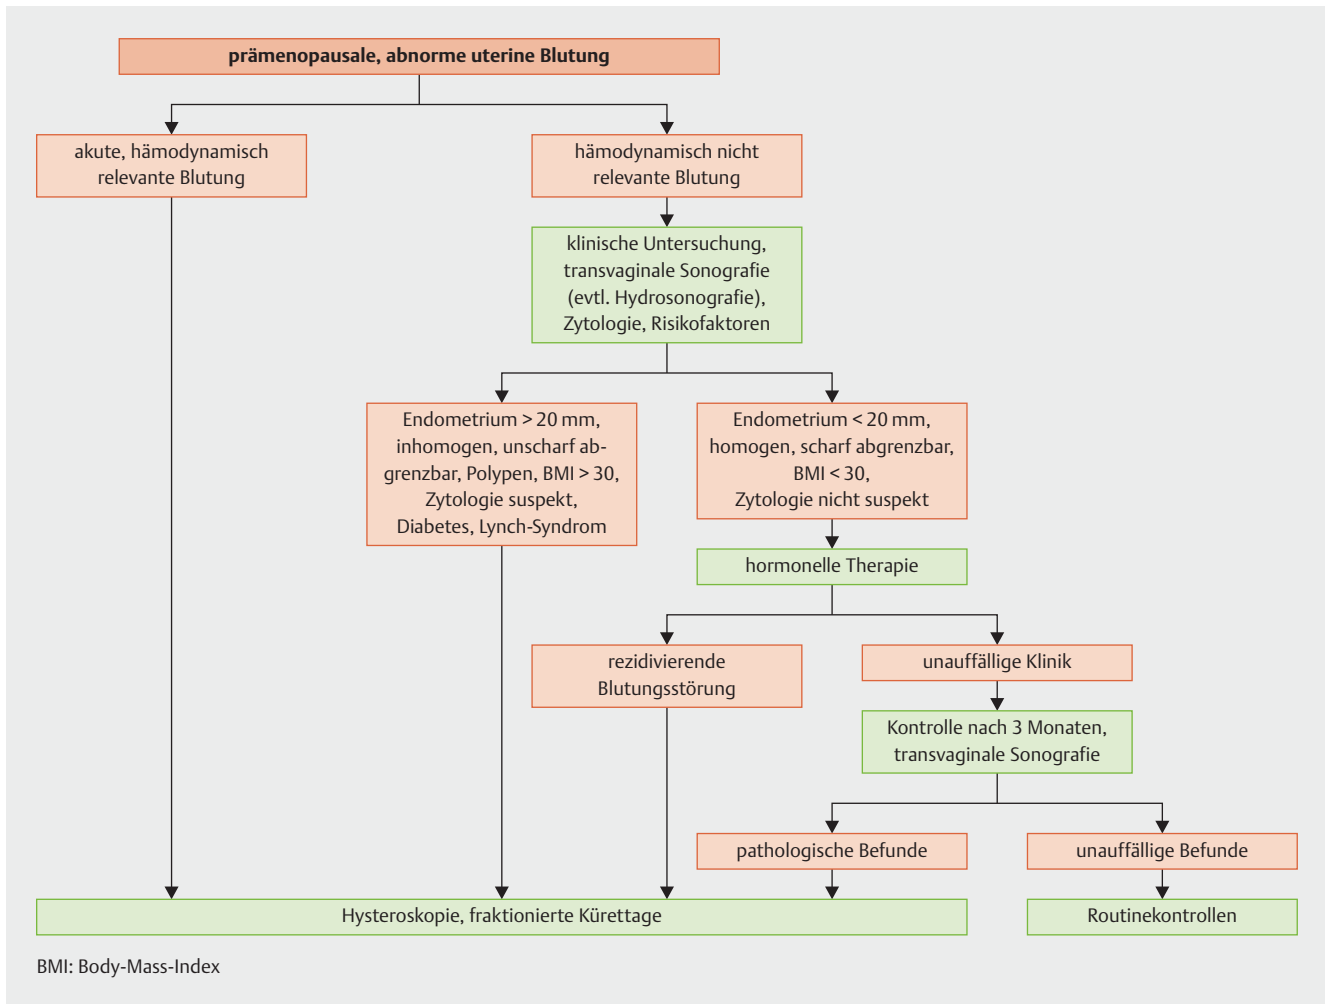 prämenopausale, abnorme uterine Blutung
akute, hämodynamisch
relevante Blutung
hämodynamisch nicht
relevante Blutung
klinische Untersuchung,
transvaginale Sonografie
(evtl. Hydrosonografie),
Zytologie, Risikofaktoren
Endometrium > 20 mm,
inhomogen, unscharf ab-
grenzbar, Polypen, BMI > 30,
Zytologie suspekt,
Diabetes, Lynch-Syndrom
Endometrium < 20 mm,
homogen, scharf abgrenzbar,
BMI < 30,
Zytologie nicht suspekt
hormonelle Therapie
rezidivierende
Blutungsstörung
unauffällige Klinik
Kontrolle nach 3 Monaten,
transvaginale Sonografie
pathologische Befunde
unauffällige Befunde
Hysteroskopie, fraktionierte Kürettage
Routinekontrollen
BMI: Body-Mass-Index